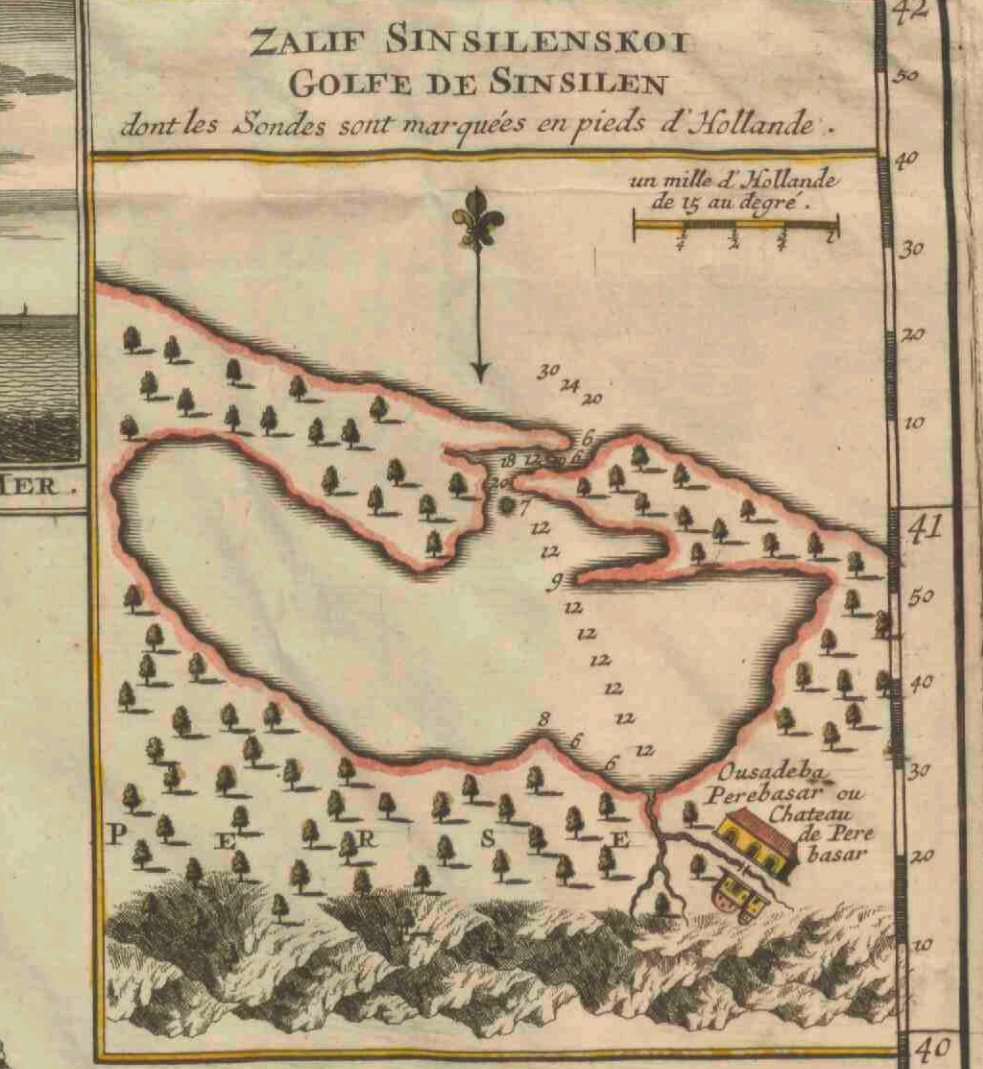 ZALIF SINSILENSKOI
GOLFE DE SINSILEN
dont les Sondes sont marquées en pieds d'Hollande.
un mille d'Hollande
de 15 au degré.
1/4 1/2 3/4 1
30
24
20
6
18 12 6
20
7
12
12
9
12
12
12
12
12
12
8
6
6
Ousadeba
Perebasar ou
Chateau
de Pere
basar
P E R S E
MER.
42
50
40
30
20
10
41
50
40
30
20
10
40